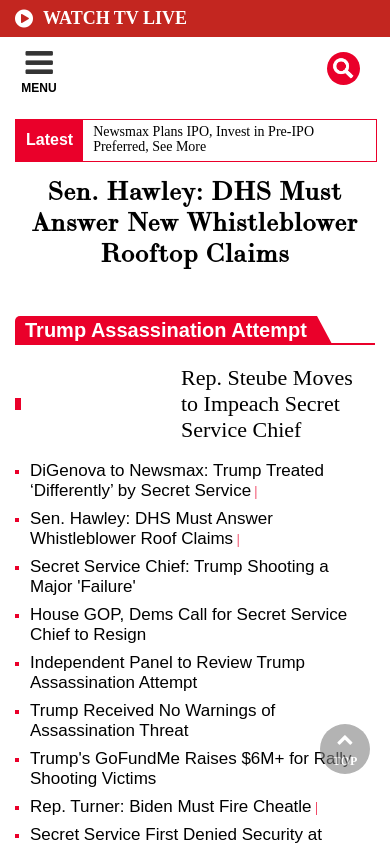 WATCH TV LIVE
MENU
Latest
Newsmax Plans IPO, Invest in Pre-IPO
Preferred, See More
Sen. Hawley: DHS Must
Answer New Whistleblower
Rooftop Claims
Trump Assassination Attempt
Rep. Steube Moves
to Impeach Secret
Service Chief
DiGenova to Newsmax: Trump Treated
‘Differently’ by Secret Service |
Sen. Hawley: DHS Must Answer
Whistleblower Roof Claims |
Secret Service Chief: Trump Shooting a
Major 'Failure'
House GOP, Dems Call for Secret Service
Chief to Resign
Independent Panel to Review Trump
Assassination Attempt
Trump Received No Warnings of
Assassination Threat
Trump's GoFundMe Raises $6M+ for Rally
Shooting Victims
TOP
Rep. Turner: Biden Must Fire Cheatle |
Secret Service First Denied Security at